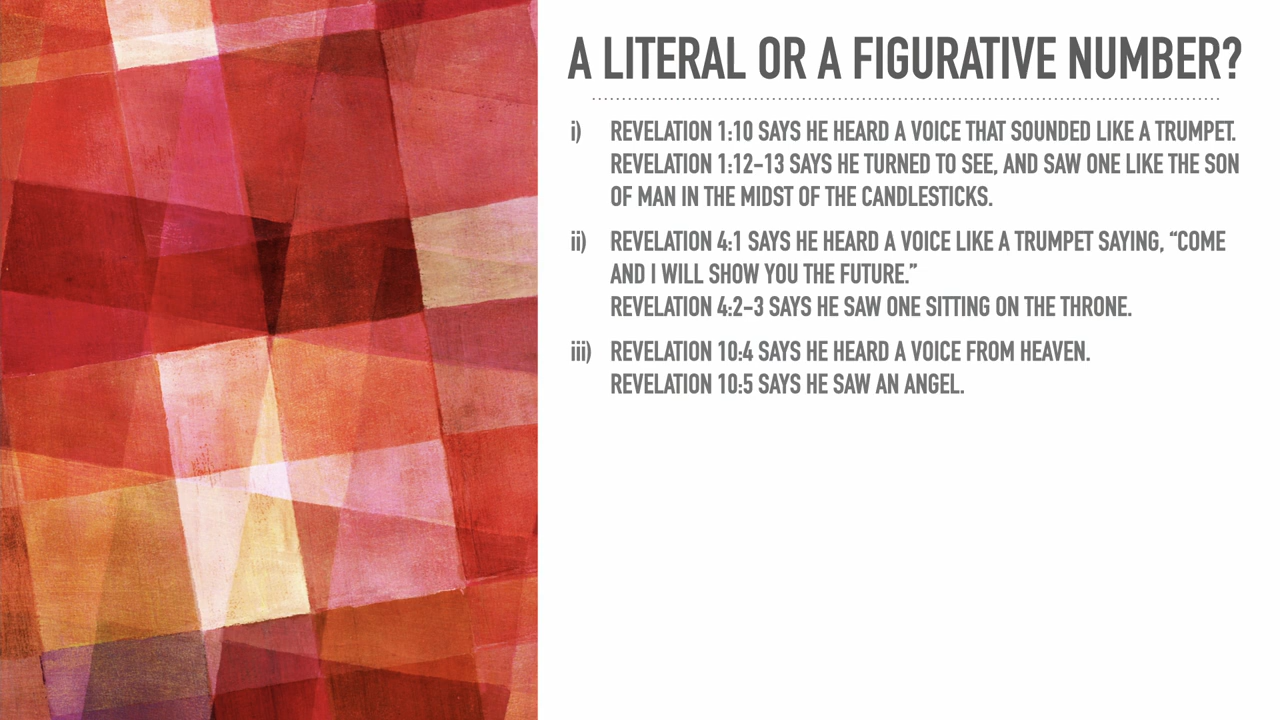 A LITERAL OR A FIGURATIVE NUMBER?
i) REVELATION 1:10 SAYS HE HEARD A VOICE THAT SOUNDED LIKE A TRUMPET.
REVELATION 1:12-13 SAYS HE TURNED TO SEE, AND SAW ONE LIKE THE SON
OF MAN IN THE MIDST OF THE CANDLESTICKS.
ii) REVELATION 4:1 SAYS HE HEARD A VOICE LIKE A TRUMPET SAYING, “COME
AND I WILL SHOW YOU THE FUTURE.”
REVELATION 4:2-3 SAYS HE SAW ONE SITTING ON THE THRONE.
iii) REVELATION 10:4 SAYS HE HEARD A VOICE FROM HEAVEN.
REVELATION 10:5 SAYS HE SAW AN ANGEL.